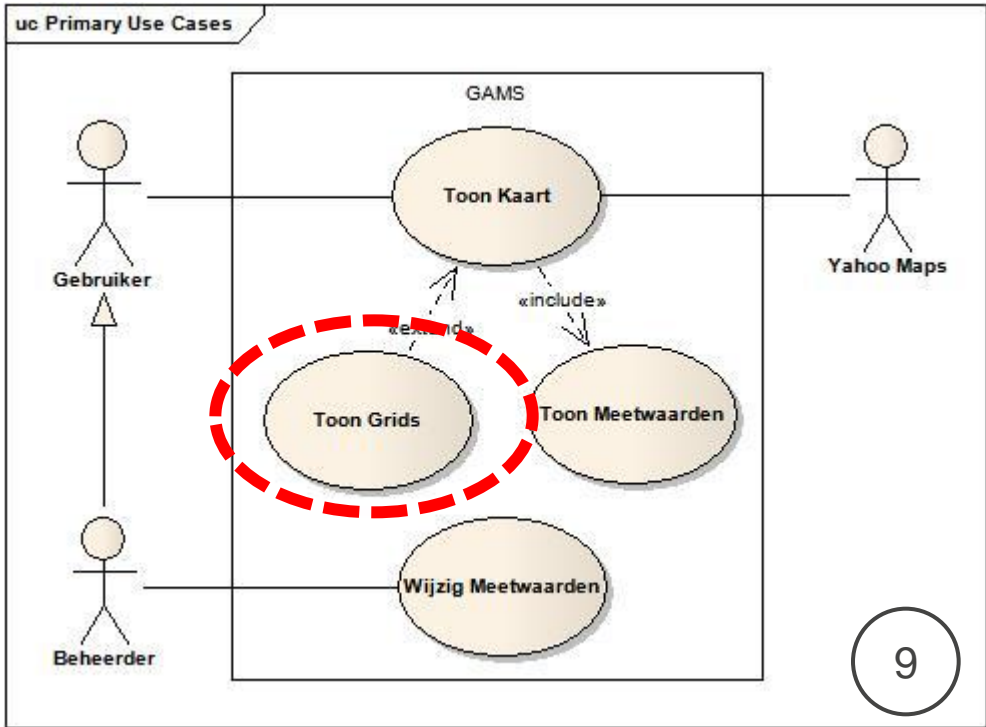 uc Primary Use Cases
GAMS
Toon Kaart
Gebruiker
Yahoo Maps
«include»
«extend»
Toon Grids
Toon Meetwaarden
Wijzig Meetwaarden
Beheerder
9